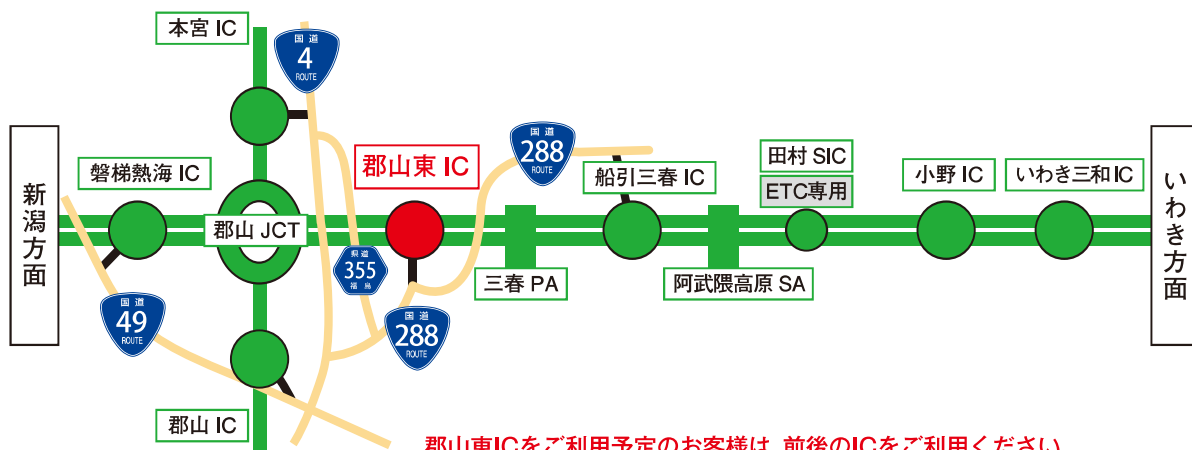 本宮 IC
国道
4
ROUTE
新潟方面
磐梯熱海 IC
郡山 JCT
郡山東 IC
国道
288
ROUTE
船引三春 IC
田村 SIC
ETC専用
小野 IC
いわき三和 IC
いわき方面
県道
355
福島
三春 PA
阿武隈高原 SA
国道
49
ROUTE
国道
288
ROUTE
郡山 IC
郡山東ICをご利用予定のお客様は、前後のICをご利用ください